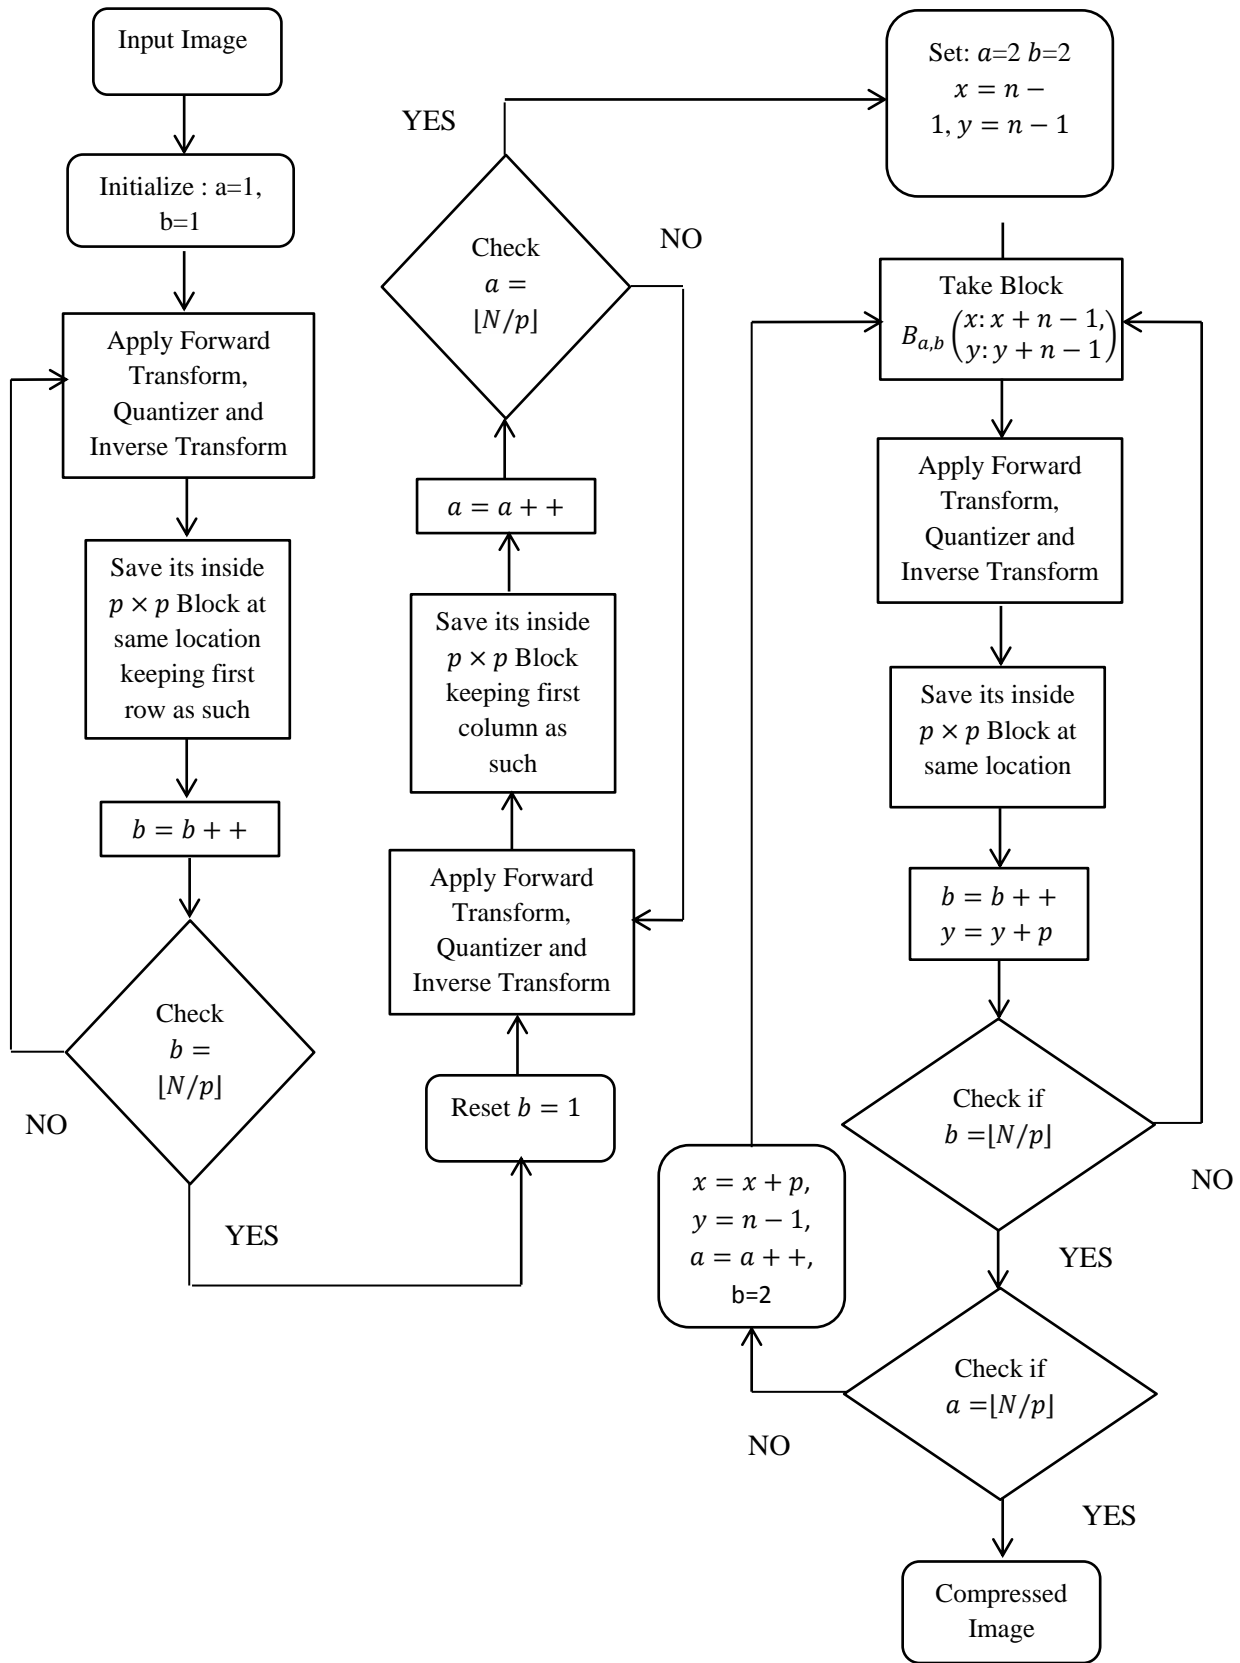 Input Image
Initialize : a=1,
b=1
Apply Forward
Transform,
Quantizer and
Inverse Transform
Save its inside
𝑝 × 𝑝 Block at
same location
keeping first
row as such
𝑏 = 𝑏 + +
Check
𝑏 =
⌊𝑁/𝑝⌋
NO
YES
Reset 𝑏 = 1
Apply Forward
Transform,
Quantizer and
Inverse Transform
Save its inside
𝑝 × 𝑝 Block
keeping first
column as
such
𝑎 = 𝑎 + +
Check
𝑎 =
⌊𝑁/𝑝⌋
NO
YES
Set: 𝑎=2 𝑏=2
𝑥 = 𝑛 −
1, 𝑦 = 𝑛 − 1
Take Block
𝐵𝑎,𝑏 (𝑥: 𝑥 + 𝑛 − 1,
𝑦: 𝑦 + 𝑛 − 1)
Apply Forward
Transform,
Quantizer and
Inverse Transform
Save its inside
𝑝 × 𝑝 Block at
same location
𝑏 = 𝑏 + +
𝑦 = 𝑦 + 𝑝
Check if
𝑏 =⌊𝑁/𝑝⌋
NO
YES
Check if
𝑎 =⌊𝑁/𝑝⌋
NO
𝑥 = 𝑥 + 𝑝,
𝑦 = 𝑛 − 1,
𝑎 = 𝑎 + +,
b=2
YES
Compressed
Image